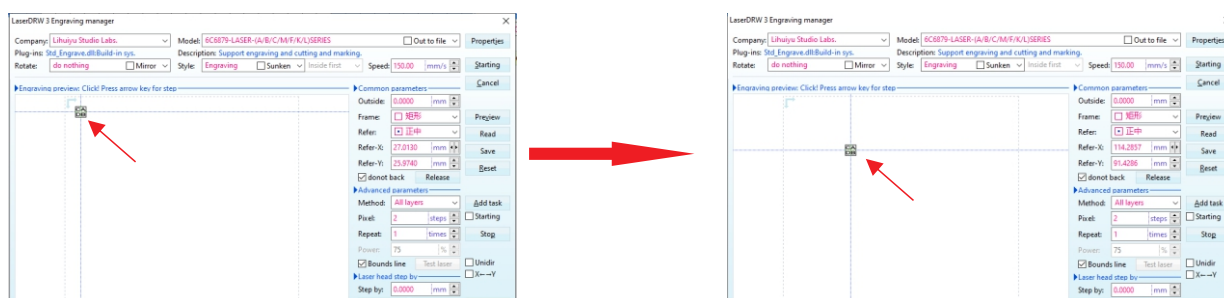 LaserDRW 3 Engraving manager
Company: Lihuiyu Studio Labs. Model: 6C6879-LASER-(A/B/C/M/F/K/L)SERIES Out to file Properties
Plug-ins: Std_Engrave.dll:Build-in sys. Description: Support engraving and cutting and marking.
Rotate: do nothing Mirror Style: Engraving Sunken Inside first Speed: 150.00 mm/s Starting
Cancel
Engraving preview: Click! Press arrow key for step Common parameters
Outside: 0.0000 mm
Frame: 矩形 Preview
Refer: 正中 Read
Refer-X: 27.0130 mm Save
Refer-Y: 25.9740 mm Reset
donot back Release
Advanced parameters
Method: All layers Add task
Pixel: 2 steps Starting
Repeat: 1 times Stop
Power: 75 %
Bounds line Test laser Unidir
Laser head step by X←→Y
Step by: 0.0000 mm
LaserDRW 3 Engraving manager
Company: Lihuiyu Studio Labs. Model: 6C6879-LASER-(A/B/C/M/F/K/L)SERIES Out to file Properties
Plug-ins: Std_Engrave.dll:Build-in sys. Description: Support engraving and cutting and marking.
Rotate: do nothing Mirror Style: Engraving Sunken Inside first Speed: 150.00 mm/s Starting
Cancel
Engraving preview: Click! Press arrow key for step Common parameters
Outside: 0.0000 mm
Frame: 矩形 Preview
Refer: 正中 Read
Refer-X: 114.2857 mm Save
Refer-Y: 91.4286 mm Reset
donot back Release
Advanced parameters
Method: All layers Add task
Pixel: 2 steps Starting
Repeat: 1 times Stop
Power: 75 %
Bounds line Test laser Unidir
Laser head step by X←→Y
Step by: 0.0000 mm